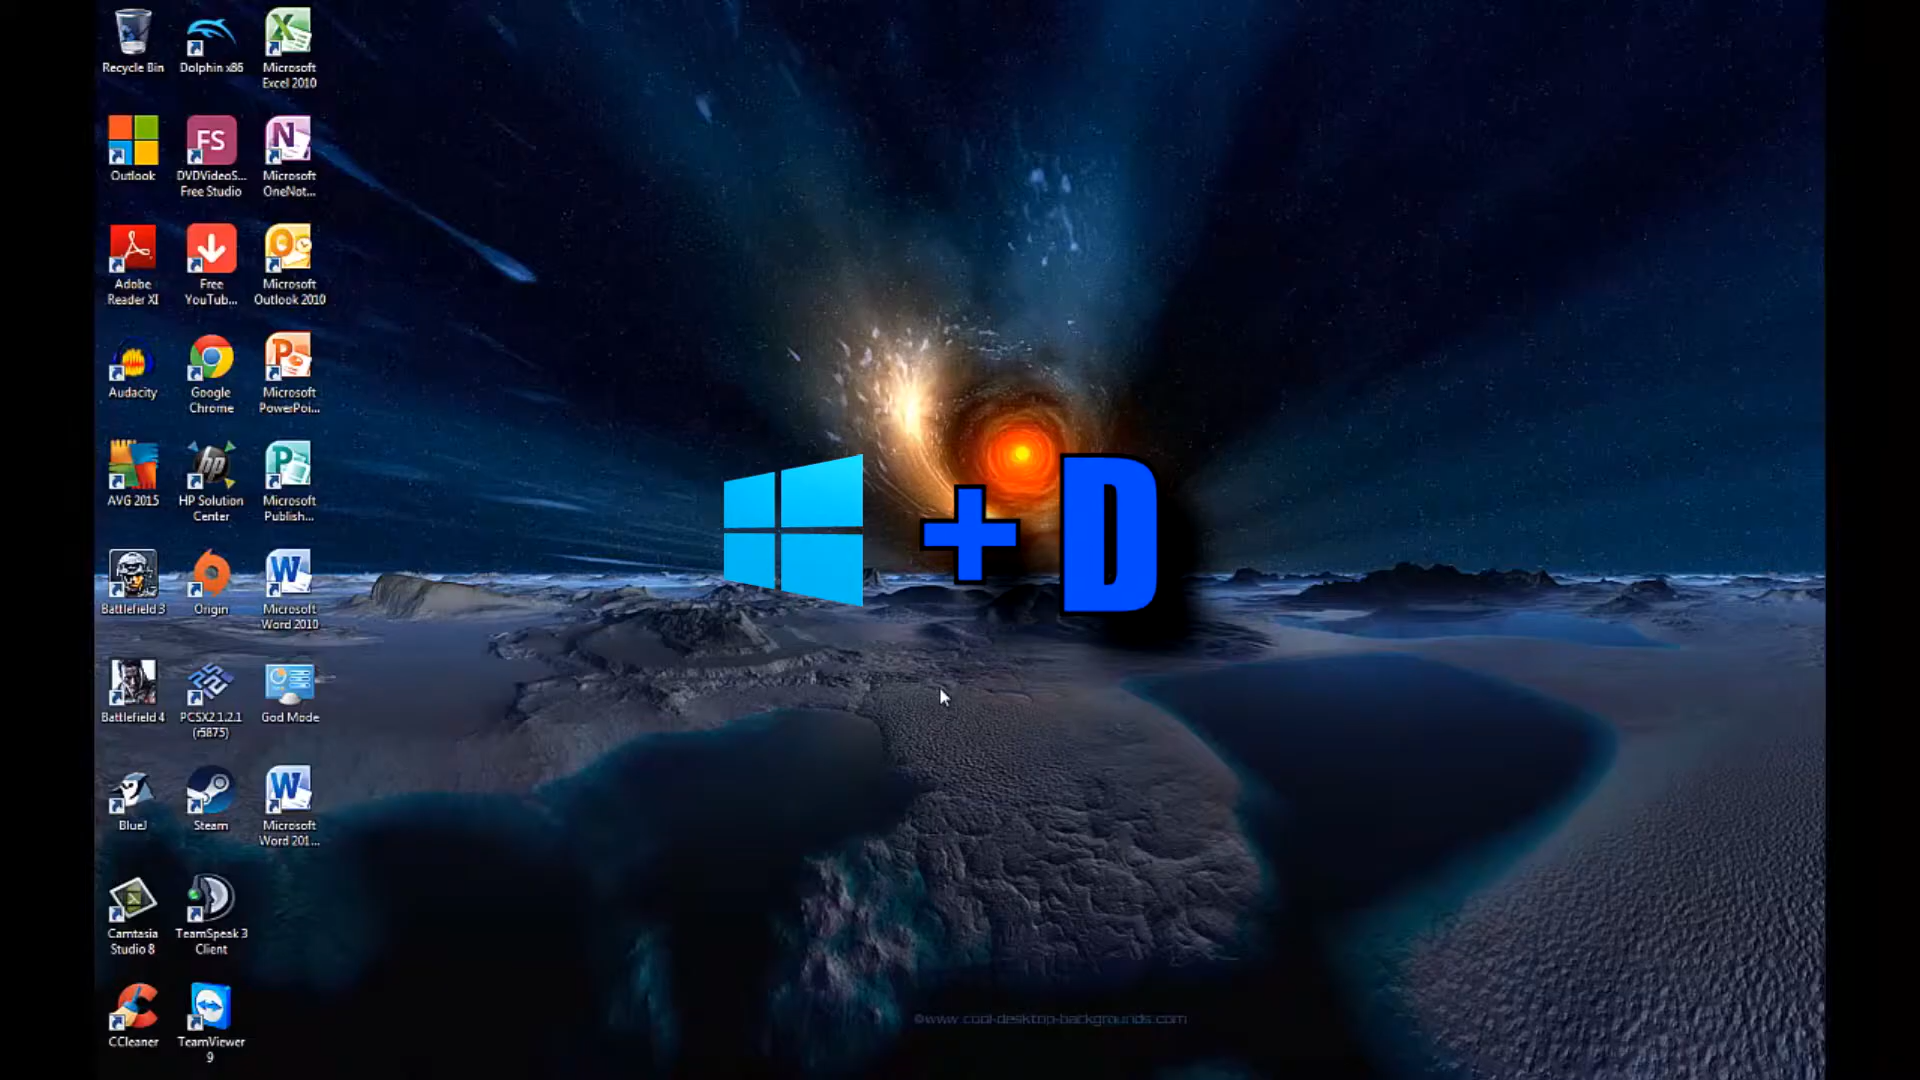 Recycle Bin
Dolphin x86
Microsoft
Excel 2010
Outlook
FS
DVDVideoS...
Free Studio
N
Microsoft
OneNot...
Adobe
Reader XI
Free
YouTub...
Microsoft
Outlook 2010
Audacity
Google
Chrome
P
Microsoft
PowerPoi...
AVG 2015
hp
HP Solution
Center
P
Microsoft
Publish...
Battlefield 3
Origin
W
Microsoft
Word 2010
Battlefield 4
PCSX2 1.2.1
(r5875)
God Mode
BlueJ
Steam
W
Microsoft
Word 201...
Camtasia
Studio 8
TeamSpeak 3
Client
CCleaner
TeamViewer
9
+ D
©www.cool-desktop-backgrounds.com